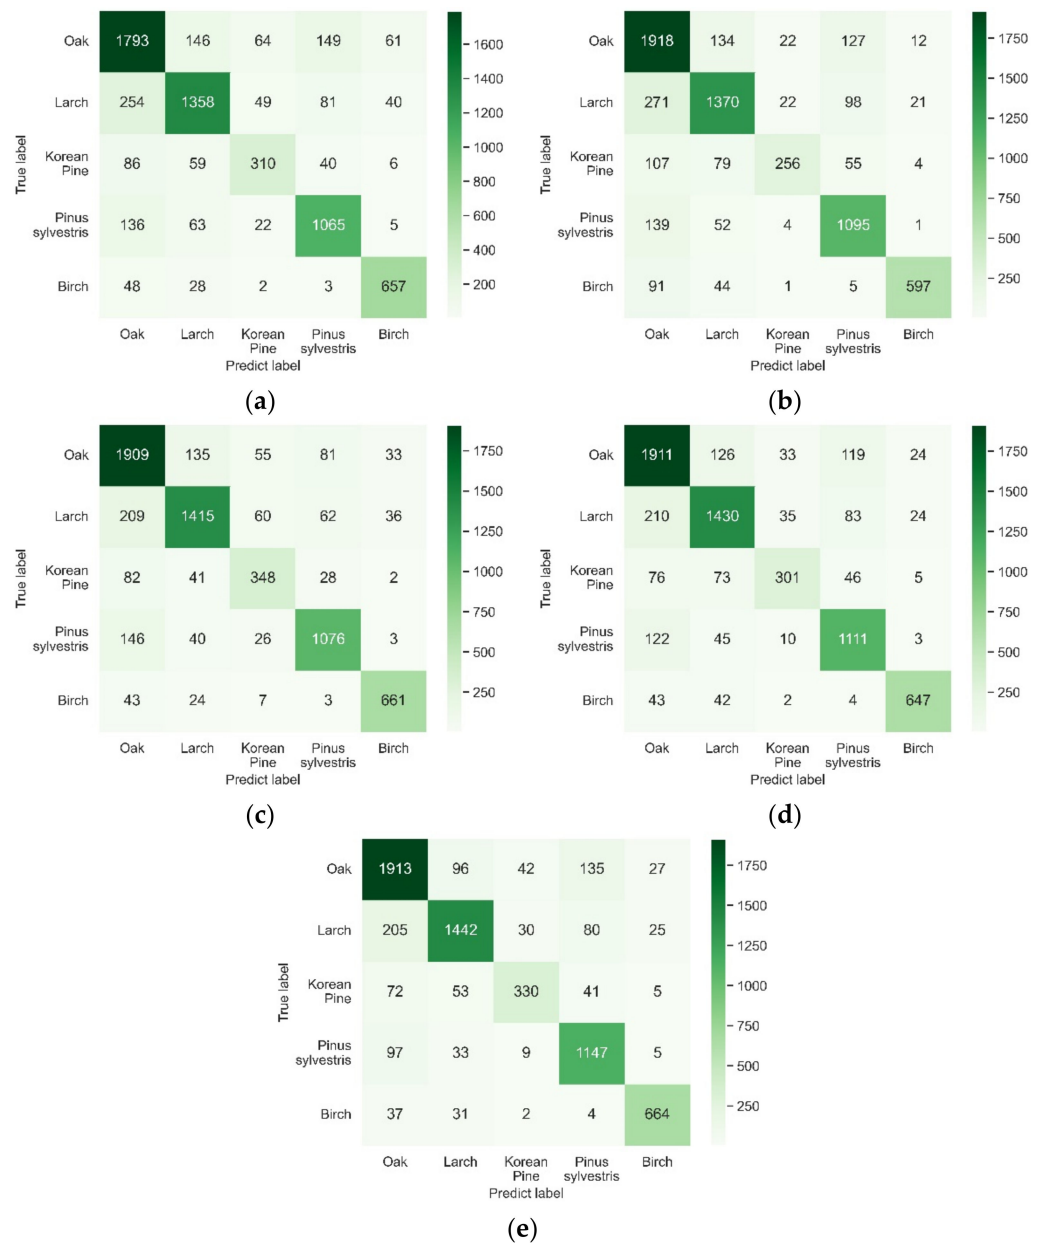 Oak 1793 146 64 149 61
Larch 254 1358 49 81 40
Korean Pine 86 59 310 40 6
Pinus sylvestris 136 63 22 1065 5
Birch 48 28 2 3 657
Oak Larch Korean Pine Pinus sylvestris Birch
Predict label
True label
1600
1400
1200
1000
800
600
400
200
(a)
Oak 1918 134 22 127 12
Larch 271 1370 22 98 21
Korean Pine 107 79 256 55 4
Pinus sylvestris 139 52 4 1095 1
Birch 91 44 1 5 597
Oak Larch Korean Pine Pinus sylvestris Birch
Predict label
True label
1750
1500
1250
1000
750
500
250
(b)
Oak 1909 135 55 81 33
Larch 209 1415 60 62 36
Korean Pine 82 41 348 28 2
Pinus sylvestris 146 40 26 1076 3
Birch 43 24 7 3 661
Oak Larch Korean Pine Pinus sylvestris Birch
Predict label
True label
1750
1500
1250
1000
750
500
250
(c)
Oak 1911 126 33 119 24
Larch 210 1430 35 83 24
Korean Pine 76 73 301 46 5
Pinus sylvestris 122 45 10 1111 3
Birch 43 42 2 4 647
Oak Larch Korean Pine Pinus sylvestris Birch
Predict label
True label
1750
1500
1250
1000
750
500
250
(d)
Oak 1913 96 42 135 27
Larch 205 1442 30 80 25
Korean Pine 72 53 330 41 5
Pinus sylvestris 97 33 9 1147 5
Birch 37 31 2 4 664
Oak Larch Korean Pine Pinus sylvestris Birch
Predict label
True label
1750
1500
1250
1000
750
500
250
(e)